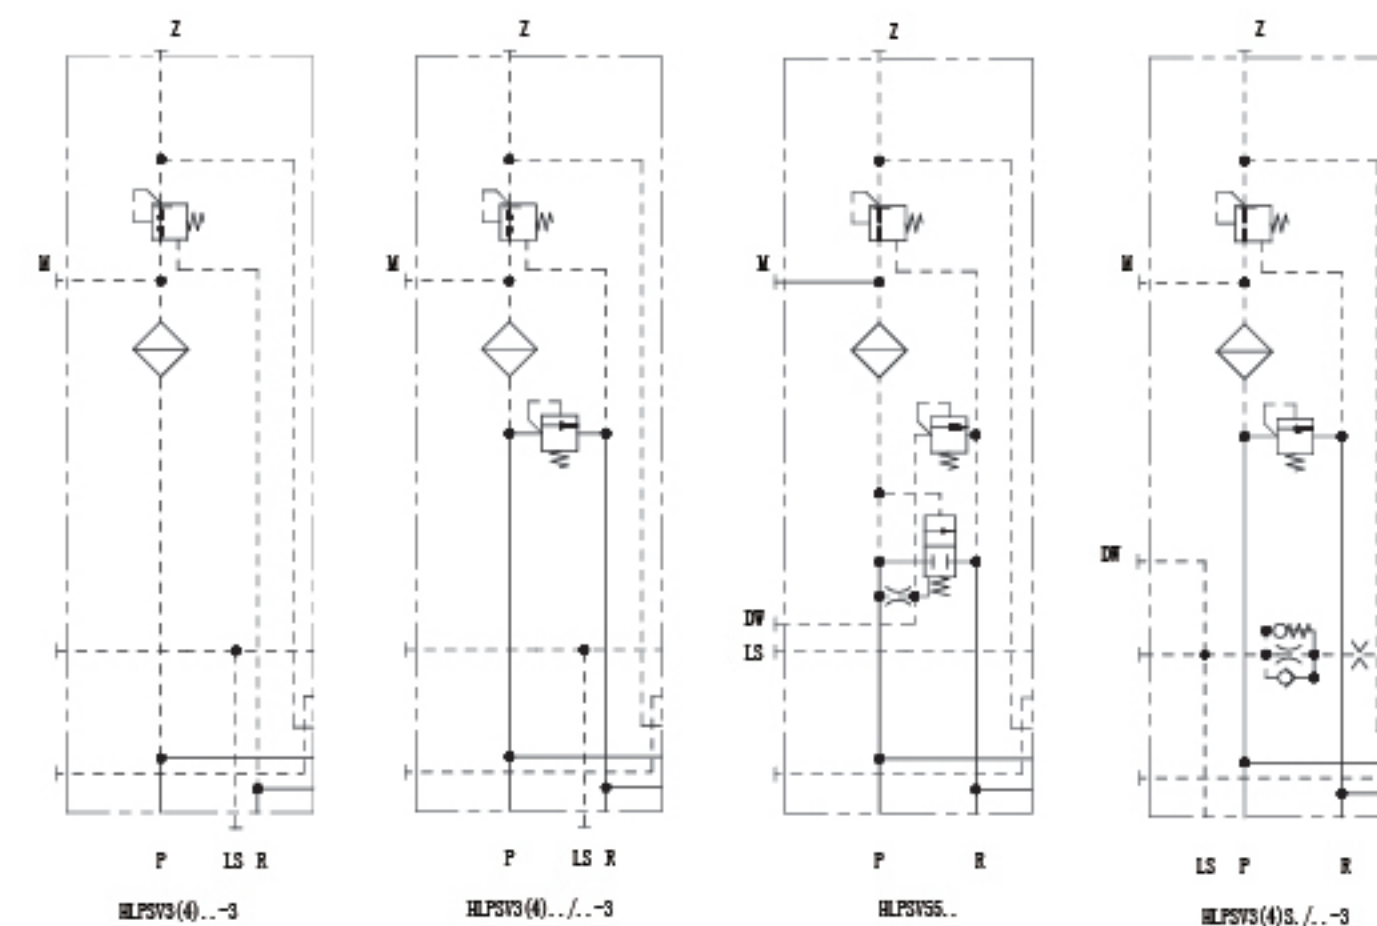 Z Z Z Z
M M M M
DW
DW
LS
P LS R P LS R P R LS P R
HLPSV3(4)..-3 HLPSV3(4)../..-3 HLPSV55.. HLPSV3(4)S./..-3